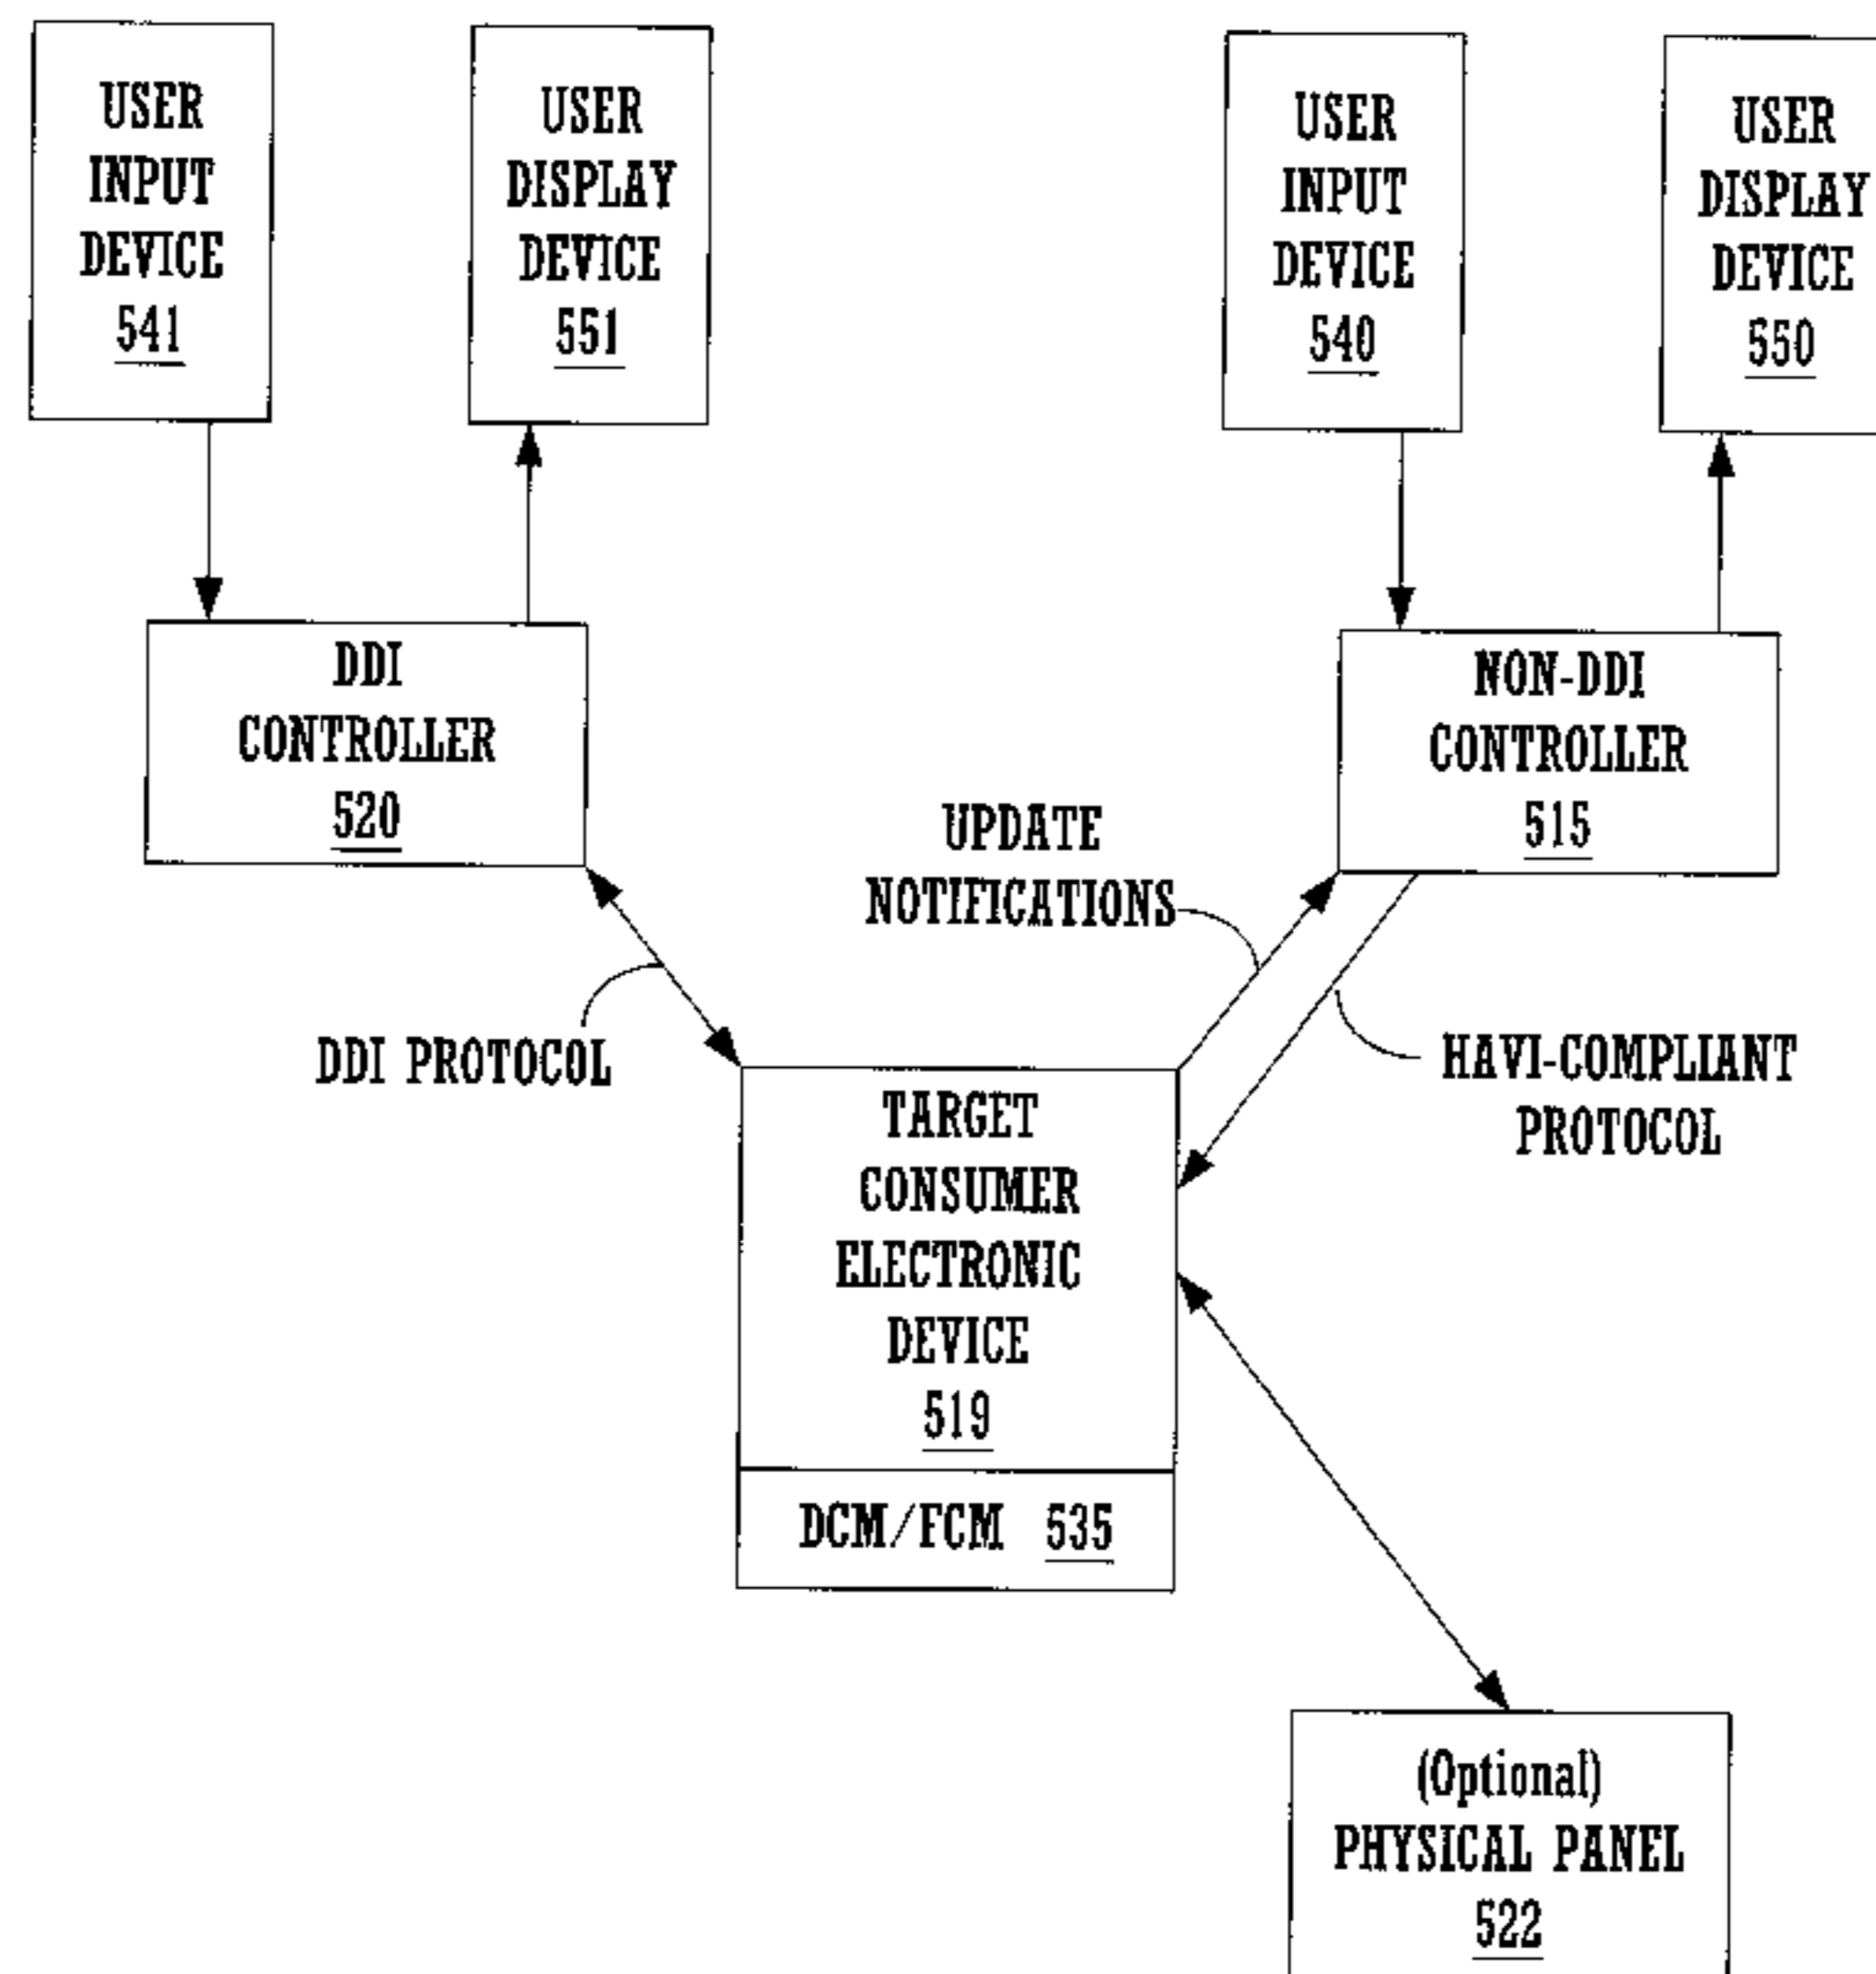 USER
INPUT
DEVICE
541
USER
DISPLAY
DEVICE
551
USER
INPUT
DEVICE
540
USER
DISPLAY
DEVICE
550
DDI
CONTROLLER
520
NON-DDI
CONTROLLER
515
UPDATE
NOTIFICATIONS
DDI PROTOCOL
HAVI-COMPLIANT
PROTOCOL
TARGET
CONSUMER
ELECTRONIC
DEVICE
519
DCM/FCM 535
(Optional)
PHYSICAL PANEL
522